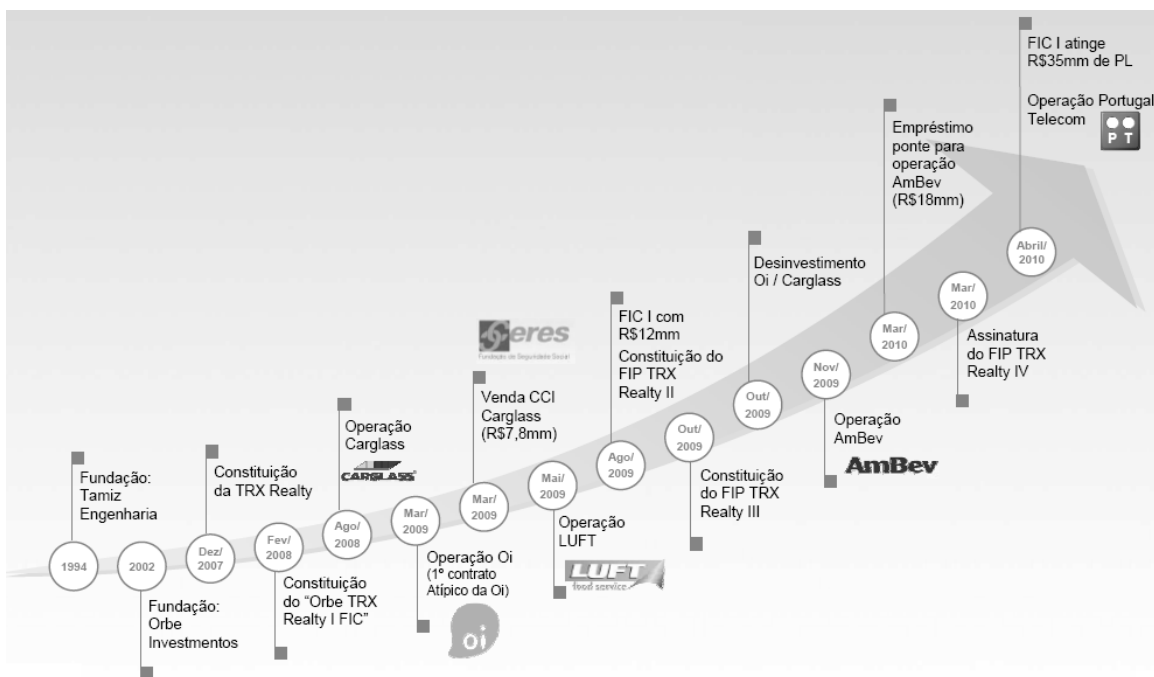 1994
Fundação:
Tamiz
Engenharia
2002
Fundação:
Orbe
Investmentos
Dez/
2007
Constituição
da TRX Realty
Fev/
2008
Constituição
do “Orbe TRX
Realty I FIC”
Ago/
2008
Operação
Carglass
CARGLASS
Mar/
2009
Operação Oi
(1º contrato
Atípico da Oi)
oi
Mar/
2009
eres
Fundação de Seguridade Social
Venda CCI
Carglass
(R$7,8mm)
Mai/
2009
Operação
LUFT
LUFT
food service
Ago/
2009
FIC I com
R$12mm
Constituição do
FIP TRX
Realty II
Out/
2009
Constituição
do FIP TRX
Realty III
Out/
2009
Desinvestimento
Oi / Carglass
Nov/
2009
Operação
AmBev
AmBev
Mar/
2010
Empréstimo
ponte para
operação
AmBev
(R$18mm)
Mar/
2010
Assinatura
do FIP TRX
Realty IV
Abril/
2010
FIC I atinge
R$35mm de PL
Operação Portugal
Telecom
P T